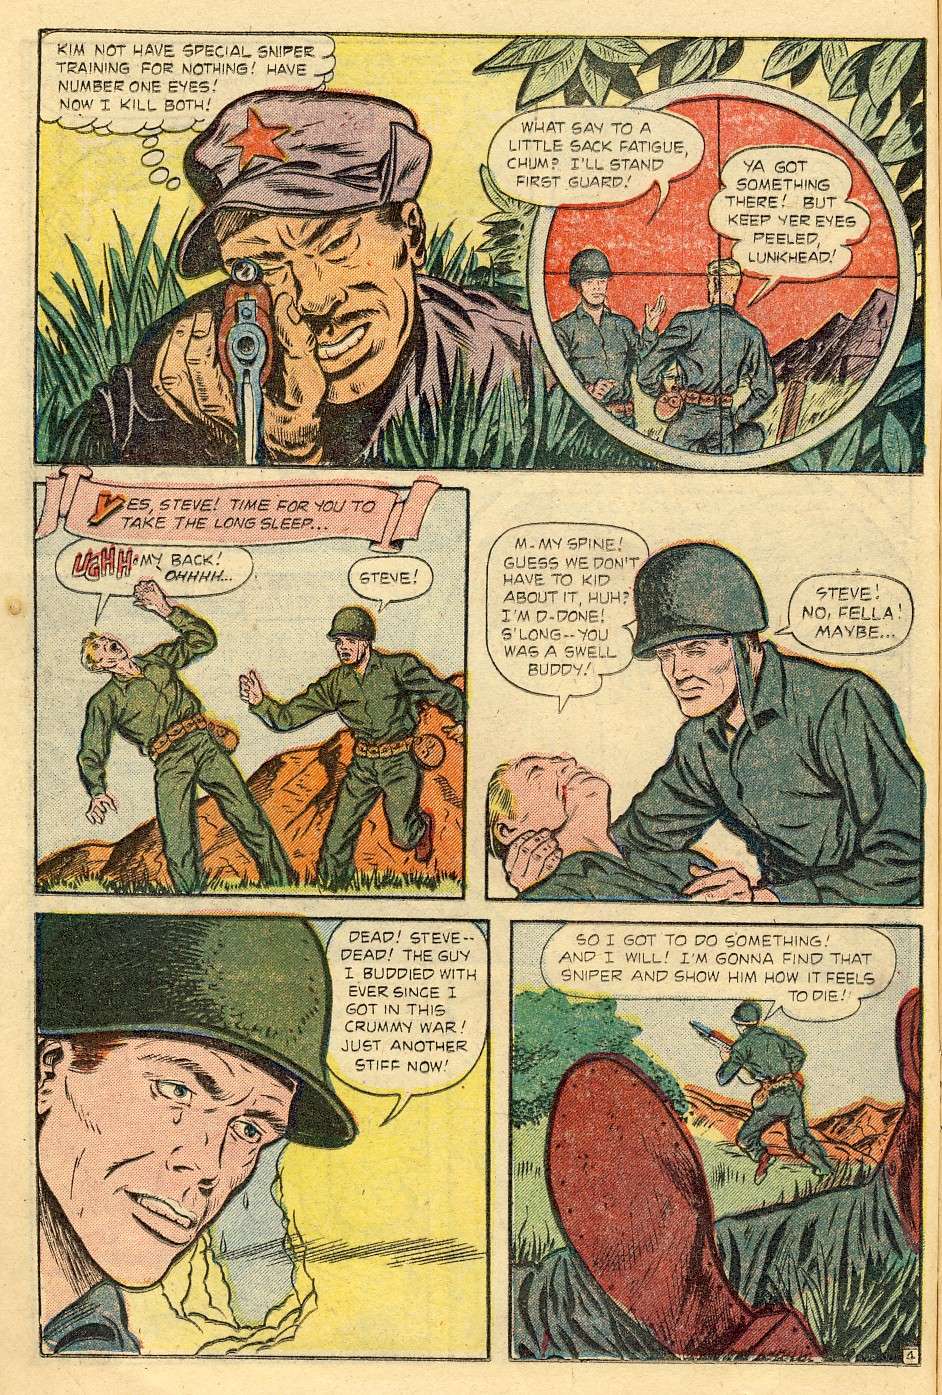 KIM NOT HAVE SPECIAL SNIPER
TRAINING FOR NOTHING! HAVE
NUMBER ONE EYES!
NOW I KILL BOTH!
WHAT SAY TO A
LITTLE SACK FATIGUE,
CHUM? I'LL STAND
FIRST GUARD!
YA GOT
SOMETHING
THERE! BUT
KEEP YER EYES
PEELED,
LUNKHEAD!
YES, STEVE! TIME FOR YOU TO
TAKE THE LONG SLEEP...
UGHH-MY BACK!
OHHHH...
STEVE!
M-MY SPINE!
GUESS WE DON'T
HAVE TO KID
ABOUT IT, HUH?
I'M D-DONE!
S'LONG--YOU
WAS A SWELL
BUDDY!
STEVE!
NO, FELLA!
MAYBE...
DEAD! STEVE--
DEAD! THE GUY
I BUDDIED WITH
EVER SINCE I
GOT IN THIS
CRUMMY WAR!
JUST ANOTHER
STIFF NOW!
SO I GOT TO DO SOMETHING!
AND I WILL! I'M GONNA FIND THAT
SNIPER AND SHOW HIM HOW IT FEELS
TO DIE!
4